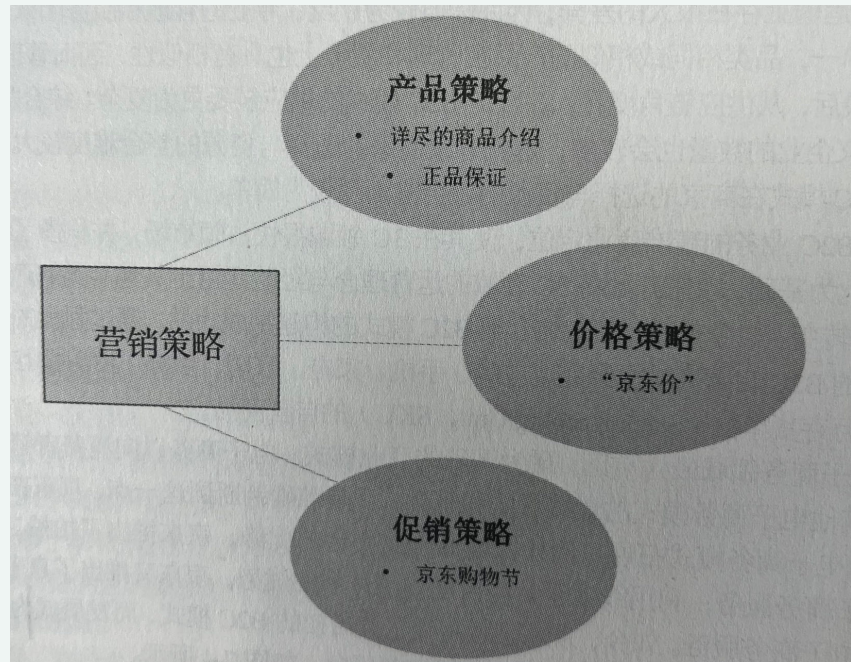 产品策略
• 详尽的商品介绍
• 正品保证
营销策略
价格策略
• “京东价”
促销策略
• 京东购物节